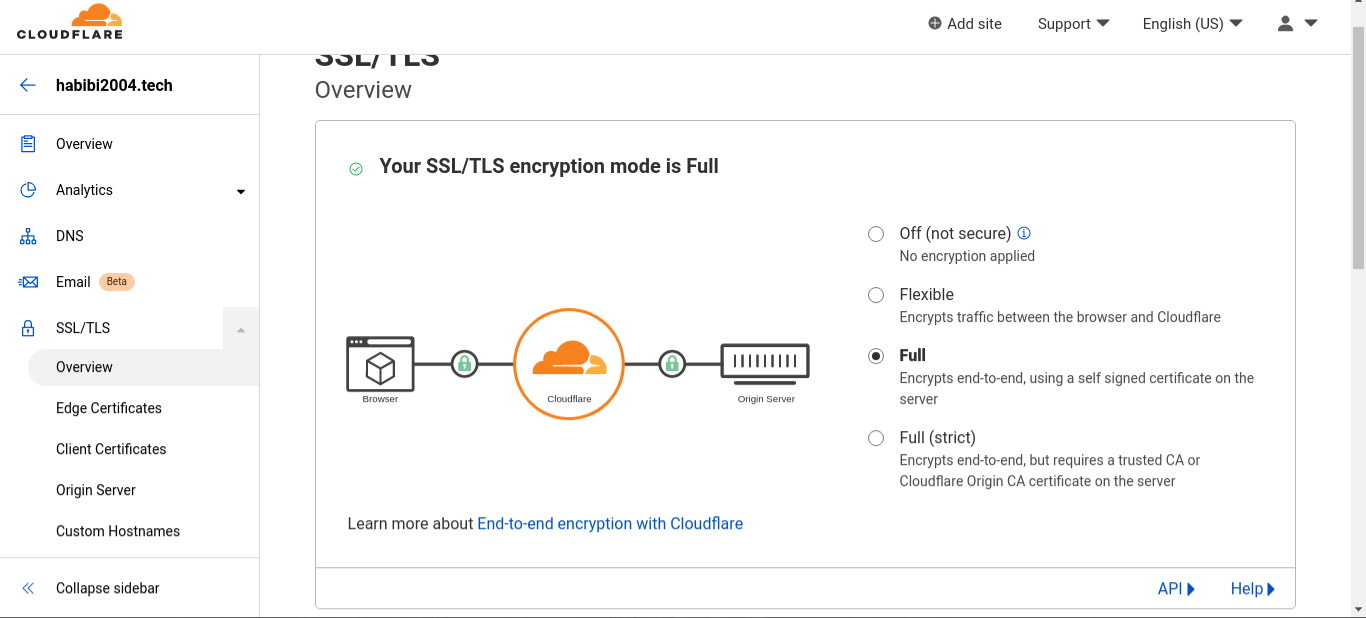 CLOUDFLARE
Add site
Support
English (US)
habibi2004.tech
Overview
Analytics
DNS
Email Beta
SSL/TLS
Overview
Edge Certificates
Client Certificates
Origin Server
Custom Hostnames
Collapse sidebar
SSL/TLS
Overview
Your SSL/TLS encryption mode is Full
Browser
Cloudflare
Origin Server
Off (not secure)
No encryption applied
Flexible
Encrypts traffic between the browser and Cloudflare
Full
Encrypts end-to-end, using a self signed certificate on the
server
Full (strict)
Encrypts end-to-end, but requires a trusted CA or
Cloudflare Origin CA certificate on the server
Learn more about End-to-end encryption with Cloudflare
API
Help